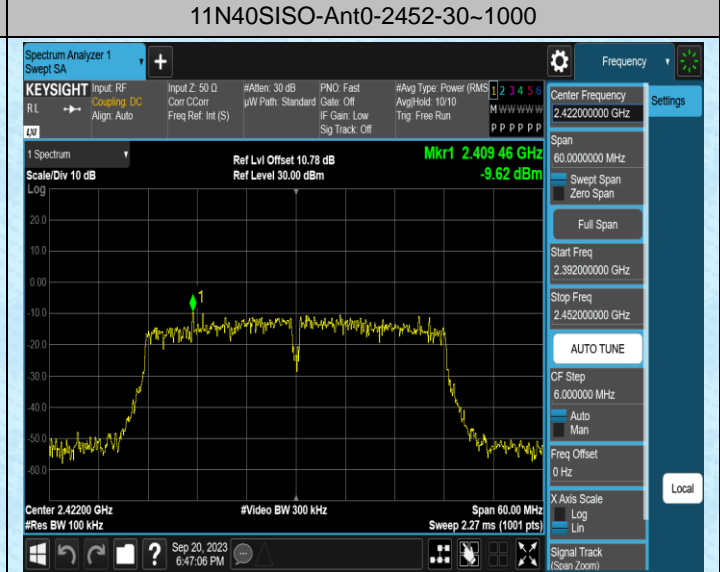 11N40SISO-Ant0-2452-30~1000
Spectrum Analyzer 1
Swept SA
+
Frequency
KEYSIGHT
RL
LXI
Input: RF
Coupling: DC
Align: Auto
Input Z: 50 Ω
Corr CCorr
Freq Ref: Int (S)
#Atten: 30 dB
µW Path: Standard
PNO: Fast
Gate: Off
IF Gain: Low
Sig Track: Off
#Avg Type: Power (RMS
Avg|Hold: 10/10
Trig: Free Run
1 2 3 4 5 6
M W W W W W
P P P P P P
Center Frequency
2.422000000 GHz
Settings
Span
60.0000000 MHz
Swept Span
Zero Span
Full Span
Start Freq
2.392000000 GHz
Stop Freq
2.452000000 GHz
AUTO TUNE
CF Step
6.000000 MHz
Auto
Man
Freq Offset
0 Hz
X Axis Scale
Log
Lin
Signal Track
(Span Zoom)
Local
1 Spectrum
Scale/Div 10 dB
Ref Lvl Offset 10.78 dB
Ref Level 30.00 dBm
Mkr1 2.409 46 GHz
-9.62 dBm
Log
20.0
10.0
0.00
-10.0
-20.0
-30.0
-40.0
-50.0
-60.0
1
Center 2.42200 GHz
#Res BW 100 kHz
#Video BW 300 kHz
Span 60.00 MHz
Sweep 2.27 ms (1001 pts)
?
Sep 20, 2023
6:47:06 PM